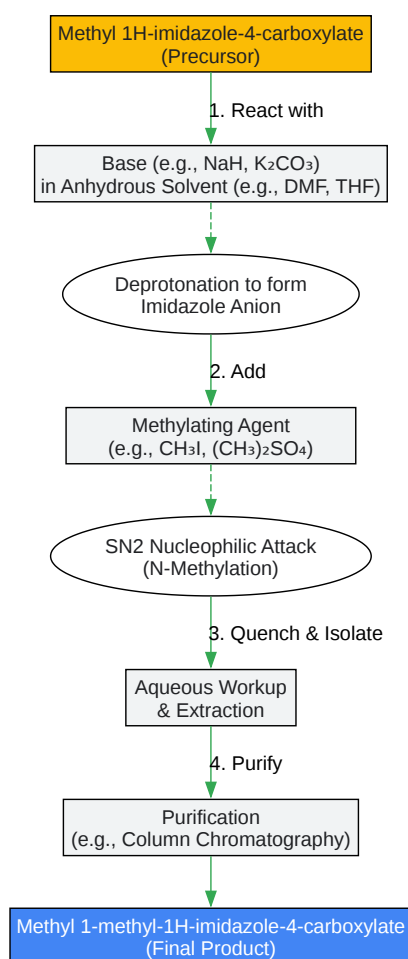 Methyl 1H-imidazole-4-carboxylate
(Precursor)
1. React with
Base (e.g., NaH, K₂CO₃)
in Anhydrous Solvent (e.g., DMF, THF)
Deprotonation to form
Imidazole Anion
2. Add
Methylating Agent
(e.g., CH₃I, (CH₃)₂SO₄)
SN2 Nucleophilic Attack
(N-Methylation)
3. Quench & Isolate
Aqueous Workup
& Extraction
4. Purify
Purification
(e.g., Column Chromatography)
Methyl 1-methyl-1H-imidazole-4-carboxylate
(Final Product)